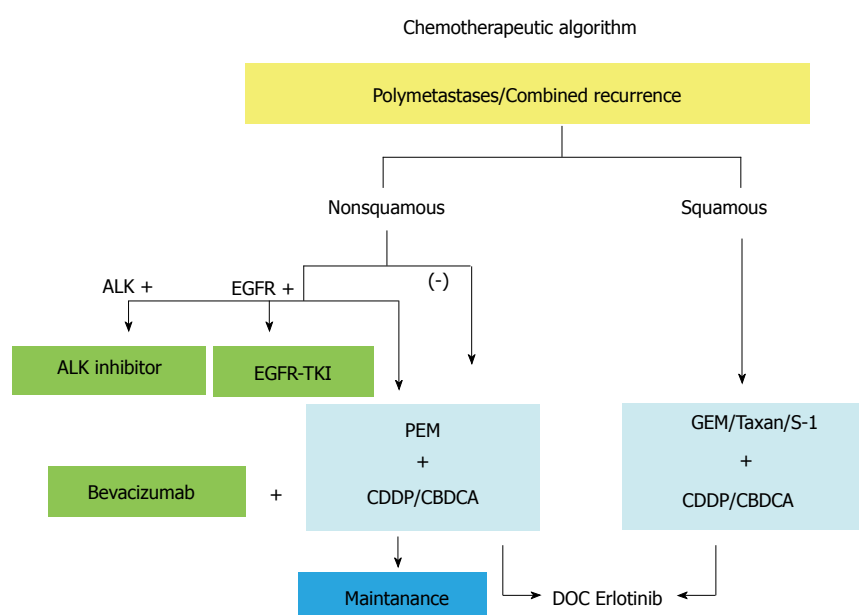 Chemotherapeutic algorithm
Polymetastases/Combined recurrence
Nonsquamous
Squamous
ALK +
EGFR +
(-)
ALK inhibitor
EGFR-TKI
PEM
+
CDDP/CBDCA
GEM/Taxan/S-1
+
CDDP/CBDCA
Bevacizumab
+
Maintanance
DOC Erlotinib